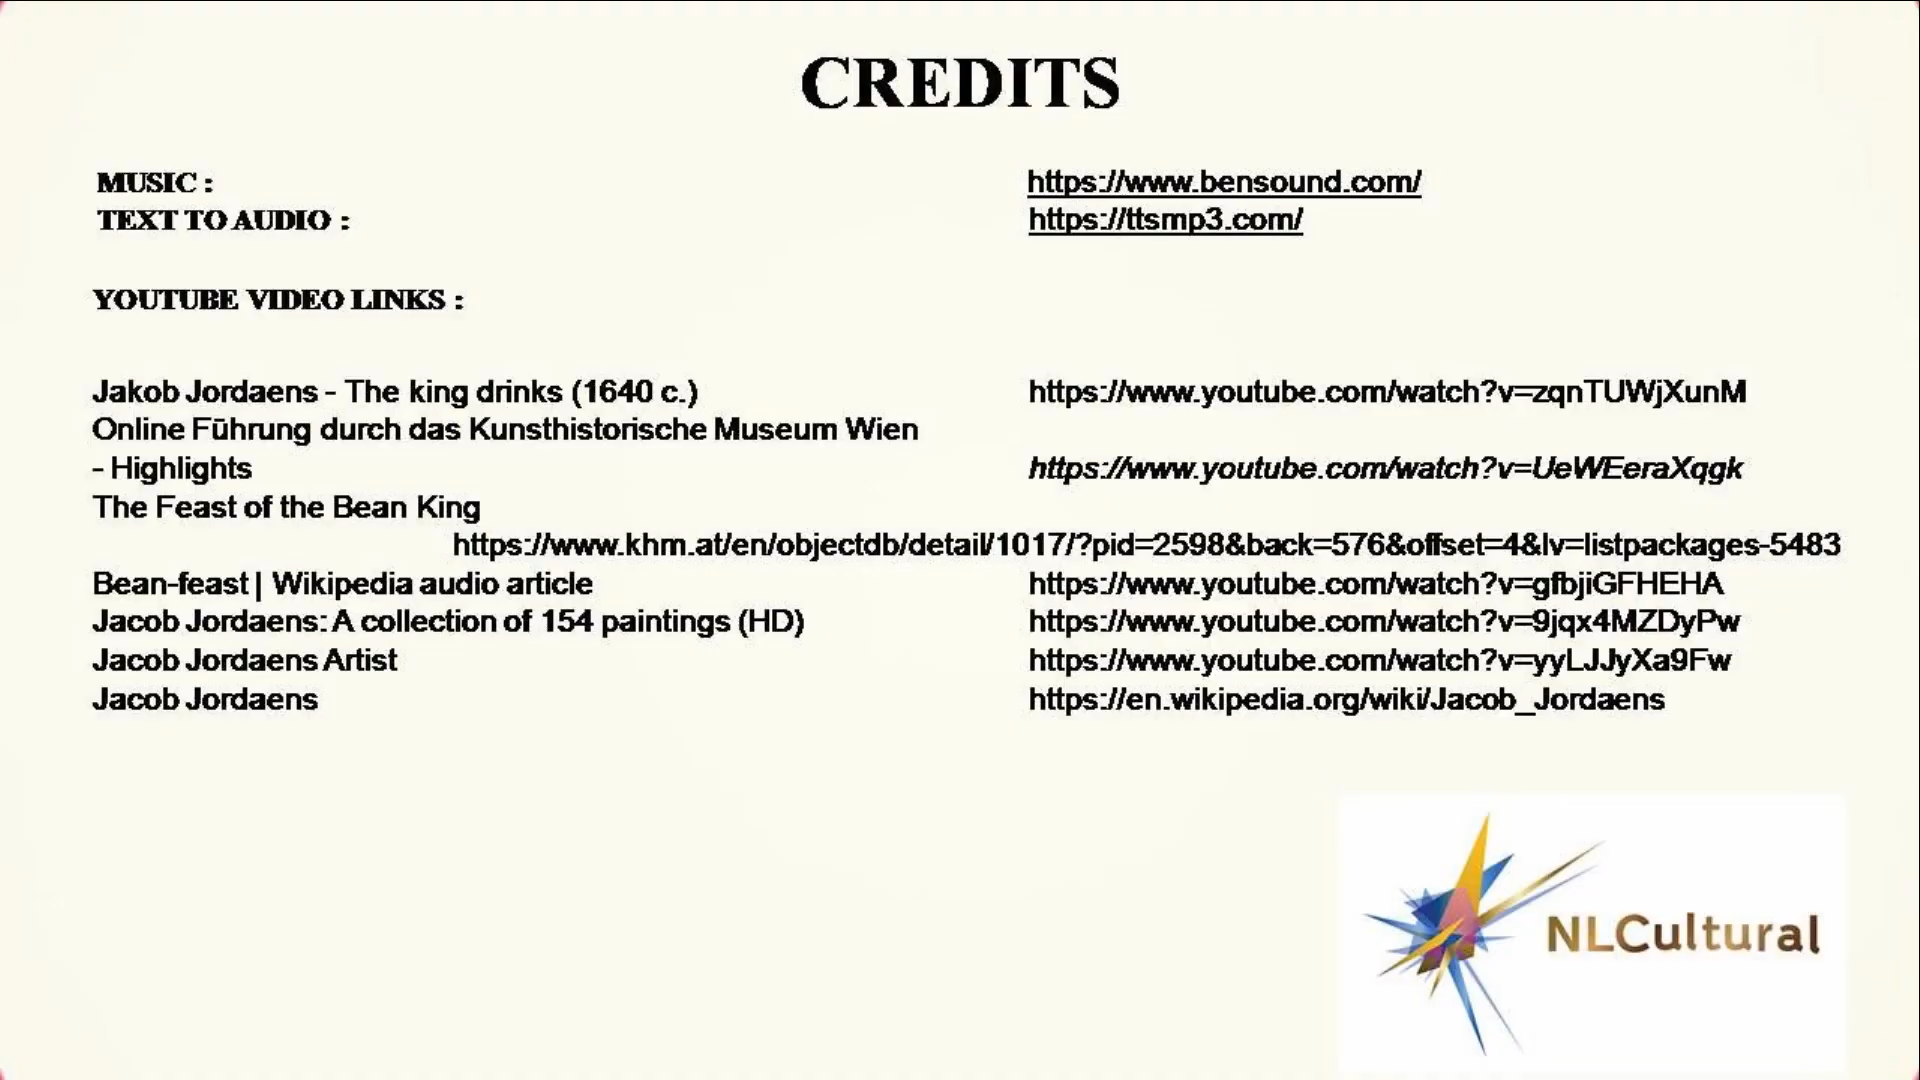 CREDITS
MUSIC : https://www.bensound.com/
TEXT TO AUDIO : https://ttsmp3.com/
YOUTUBE VIDEO LINKS :
Jakob Jordaens - The king drinks (1640 c.) https://www.youtube.com/watch?v=zqnTUWjXunM
Online Führung durch das Kunsthistorische Museum Wien
- Highlights https://www.youtube.com/watch?v=UeWEeraXqgk
The Feast of the Bean King
https://www.khm.at/en/objectdb/detail/1017/?pid=2598&back=576&offset=4&lv=listpackages-5483
Bean-feast | Wikipedia audio article https://www.youtube.com/watch?v=gfbjiGFHEHA
Jacob Jordaens: A collection of 154 paintings (HD) https://www.youtube.com/watch?v=9jqx4MZDyPw
Jacob Jordaens Artist https://www.youtube.com/watch?v=yyLJJyXa9Fw
Jacob Jordaens https://en.wikipedia.org/wiki/Jacob_Jordaens
NLCultural